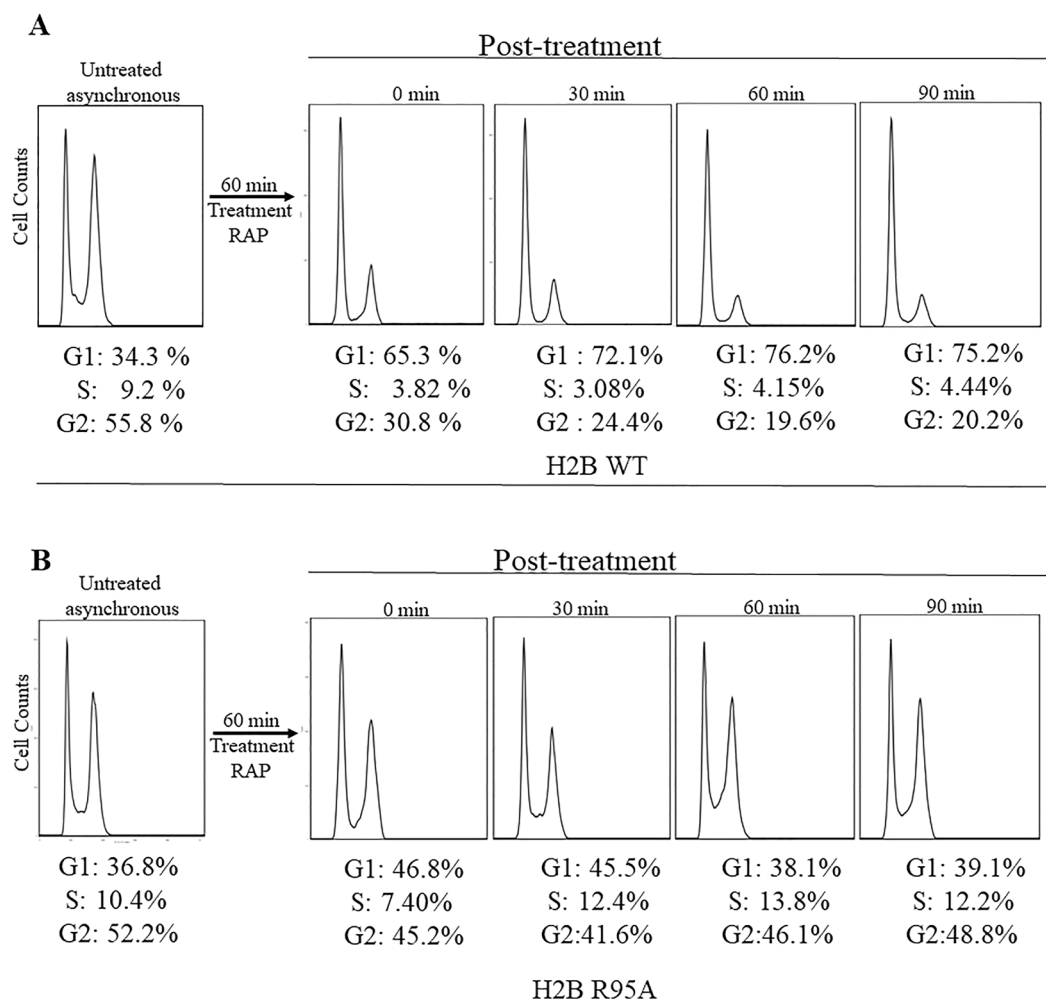 A
Post-treatment
Untreated
asynchronous
0 min
30 min
60 min
90 min
Cell Counts
60 min
Treatment
RAP
G1: 34.3 %
S: 9.2 %
G2: 55.8 %
G1: 65.3 %
S: 3.82 %
G2: 30.8 %
G1 : 72.1%
S: 3.08%
G2 : 24.4%
G1: 76.2%
S: 4.15%
G2: 19.6%
G1: 75.2%
S: 4.44%
G2: 20.2%
H2B WT
B
Post-treatment
Untreated
asynchronous
0 min
30 min
60 min
90 min
Cell Counts
60 min
Treatment
RAP
G1: 36.8%
S: 10.4%
G2: 52.2%
G1: 46.8%
S: 7.40%
G2: 45.2%
G1: 45.5%
S: 12.4%
G2:41.6%
G1: 38.1%
S: 13.8%
G2:46.1%
G1: 39.1%
S: 12.2%
G2:48.8%
H2B R95A